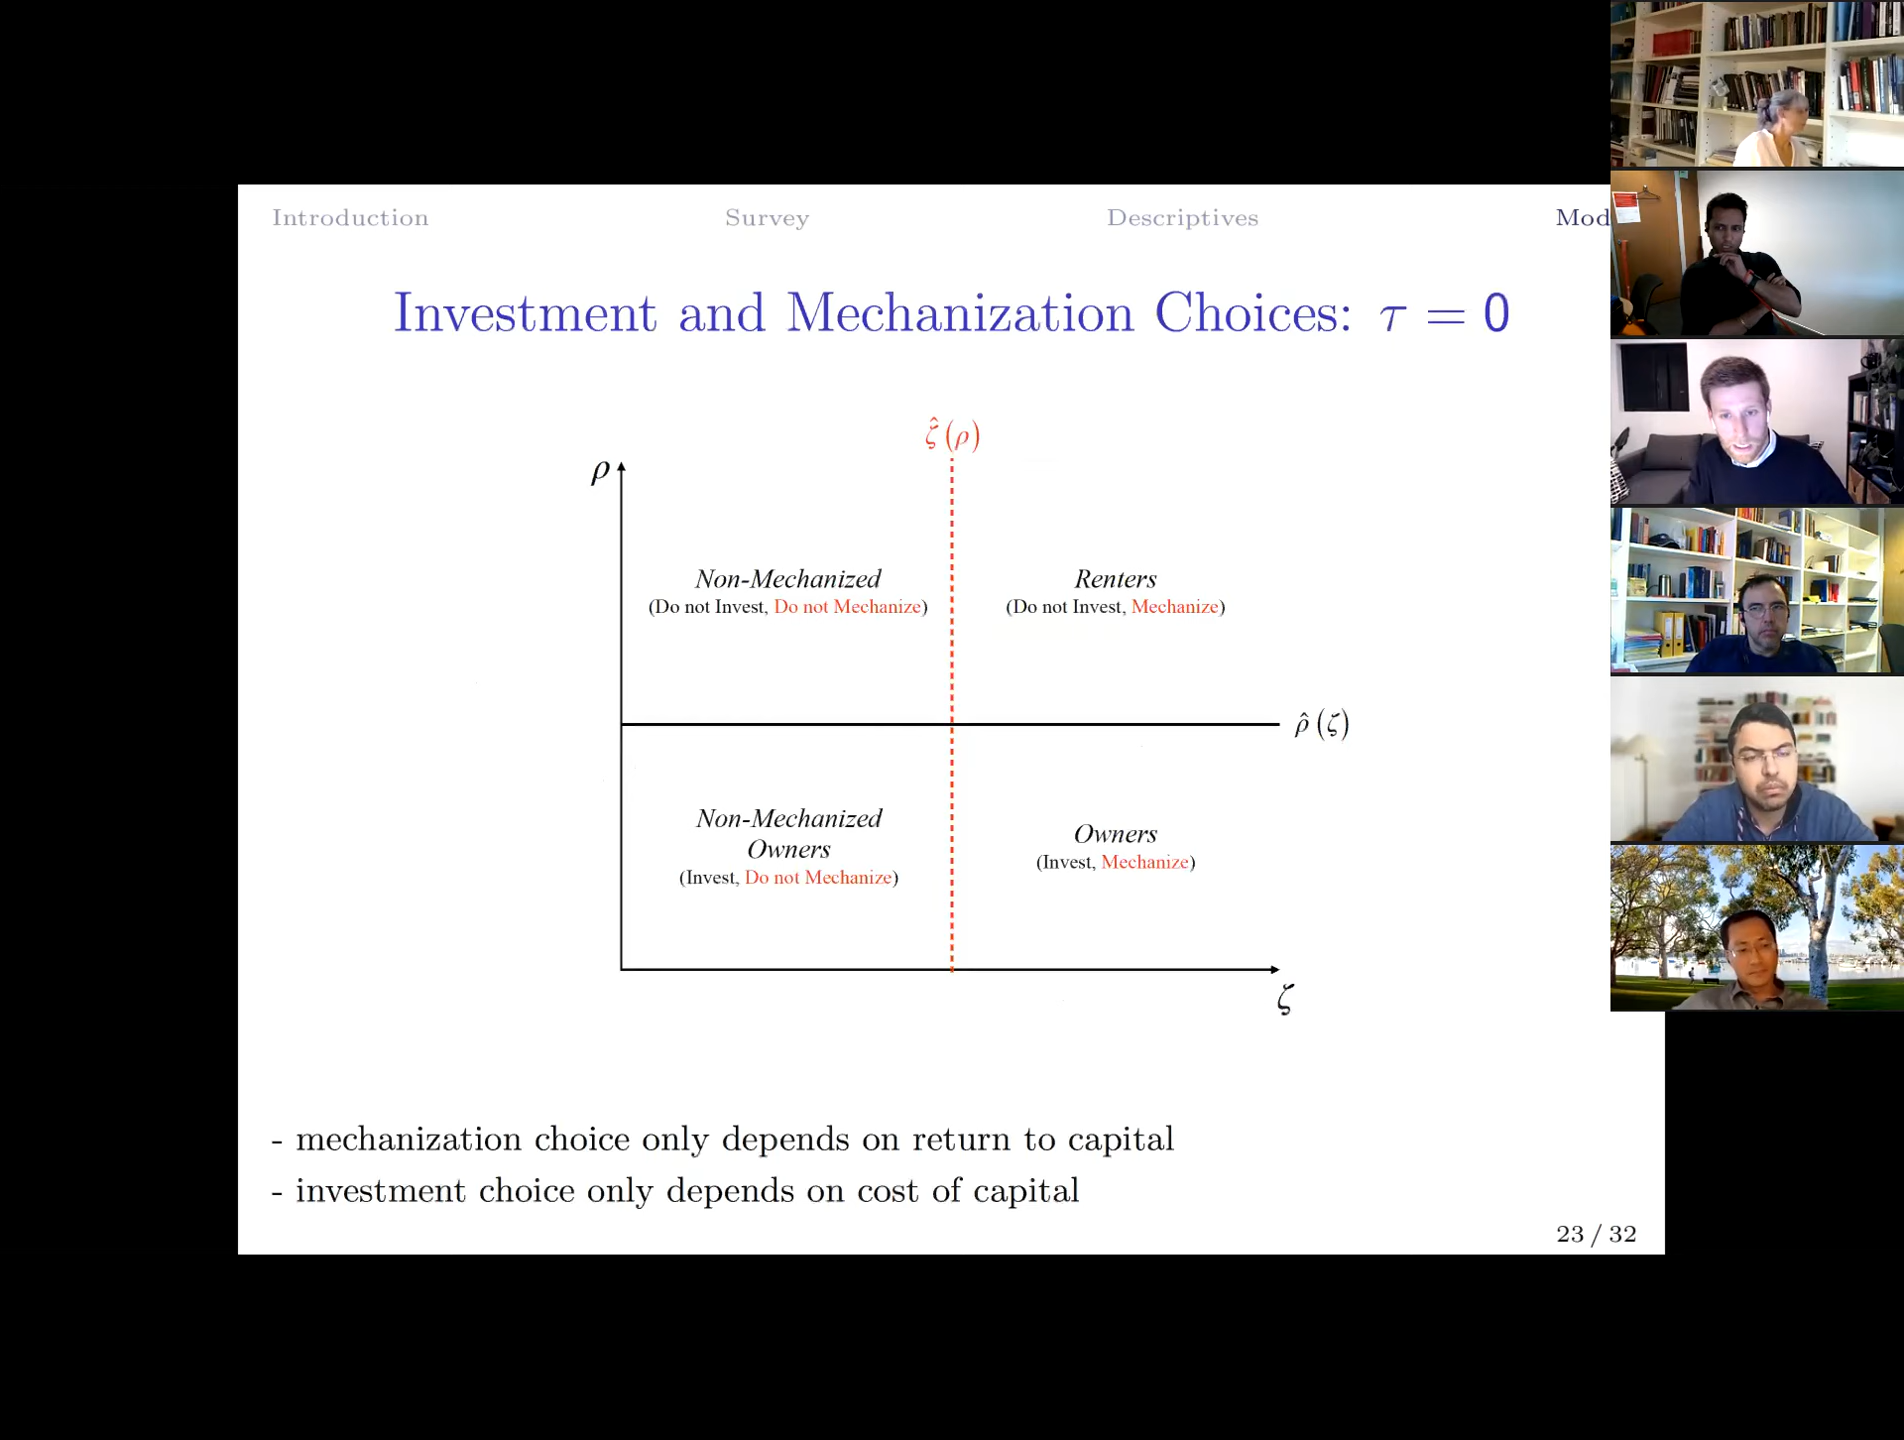 Introduction
Survey
Descriptives
Mod
Investment and Mechanization Choices: τ = 0
ζ̂ (ρ)
ρ
Non-Mechanized
(Do not Invest, Do not Mechanize)
Renters
(Do not Invest, Mechanize)
ρ̂ (ζ)
Non-Mechanized
Owners
(Invest, Do not Mechanize)
Owners
(Invest, Mechanize)
ζ
- mechanization choice only depends on return to capital
- investment choice only depends on cost of capital
23 / 32